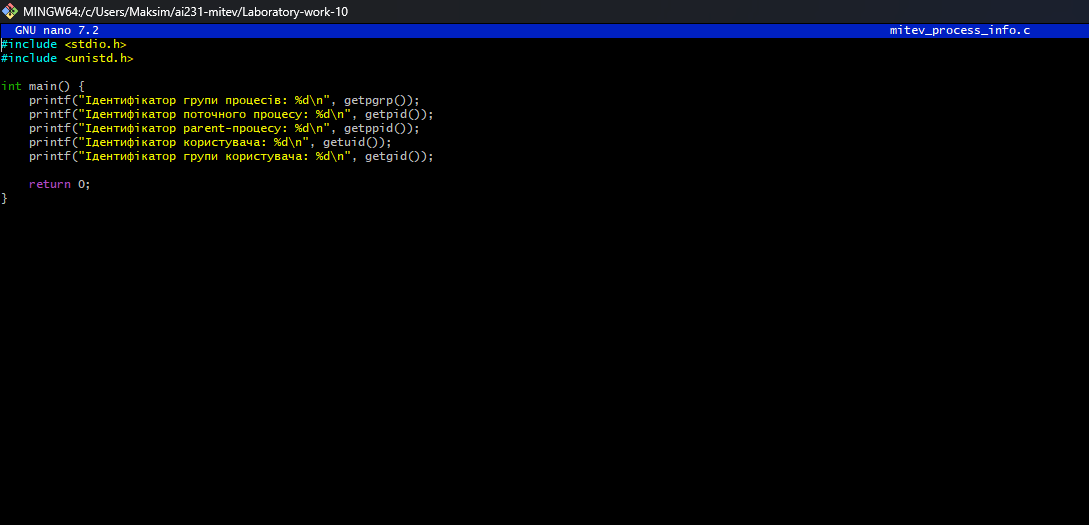 MINGW64:/c/Users/Maksim/ai231-mitev/Laboratory-work-10
GNU nano 7.2 mitev_process_info.c
#include <stdio.h>
#include <unistd.h>
int main() {
    printf("Ідентифікатор групи процесів: %d\n", getpgrp());
    printf("Ідентифікатор поточного процесу: %d\n", getpid());
    printf("Ідентифікатор parent-процесу: %d\n", getppid());
    printf("Ідентифікатор користувача: %d\n", getuid());
    printf("Ідентифікатор групи користувача: %d\n", getgid());
    return 0;
}